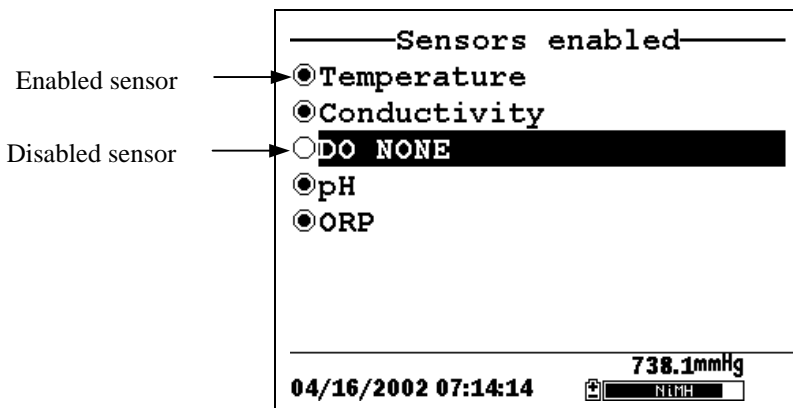 Sensors enabled
Enabled sensor
Temperature
Conductivity
Disabled sensor
DO NONE
pH
ORP
738.1mmHg
04/16/2002 07:14:14
NiMH